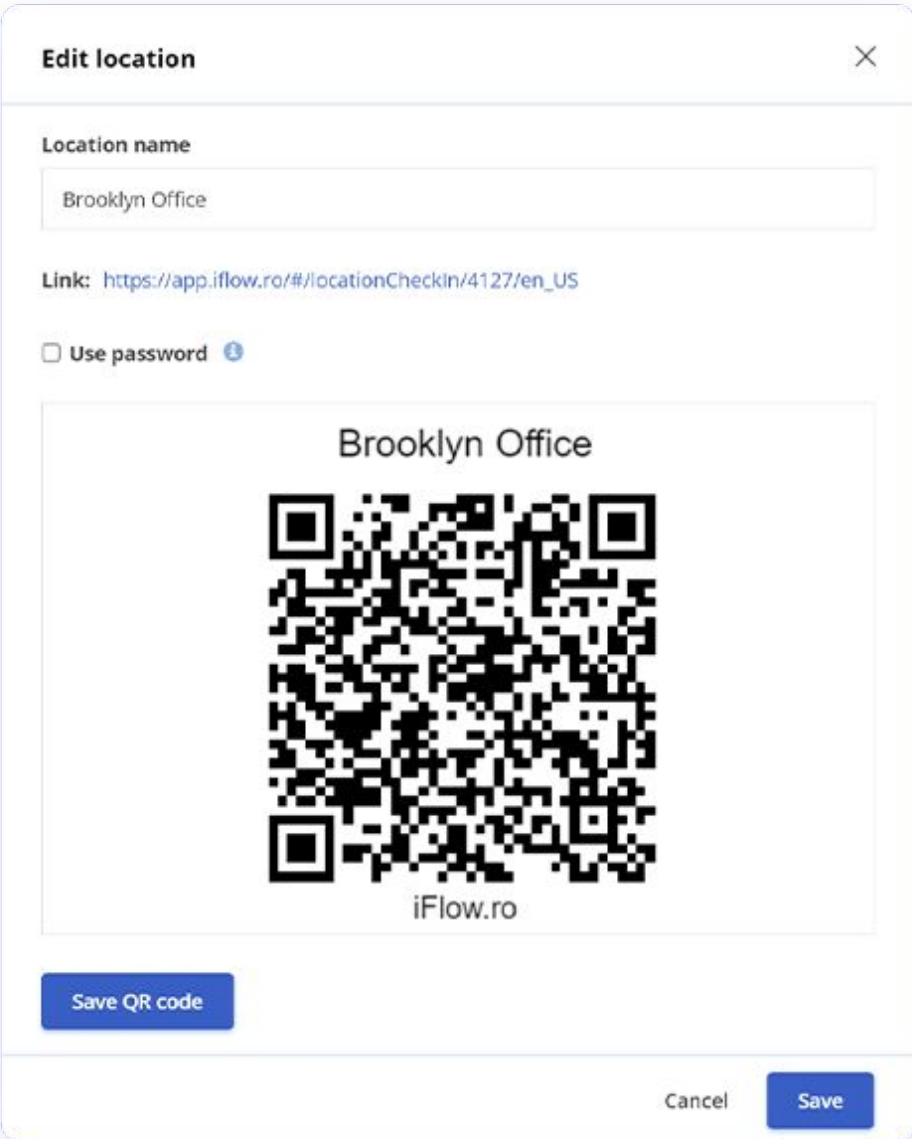 Edit location
Location name
Brooklyn Office
Link: https://app.iflow.ro/#/locationCheckIn/4127/en_US
Use password
Brooklyn Office
iFlow.ro
Save QR code
Cancel Save